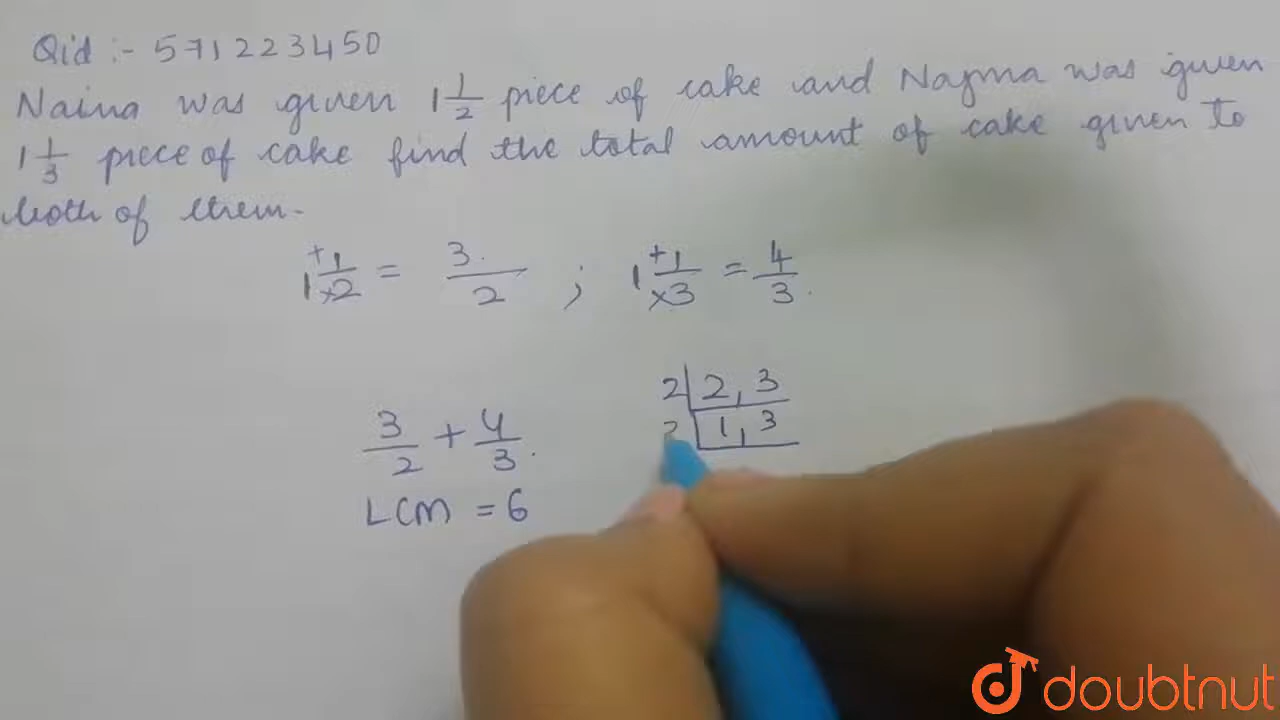 Qid :- 571223450
Naina was given 1 1/2 piece of cake and Najma was given
1 1/3 piece of cake find the total amount of cake given to
both of them.
1 +1/×2 = 3/2 ; 1 +1/×3 = 4/3
2 | 2, 3
3/2 + 4/3 | 1, 3
LCM = 6
doubtnut